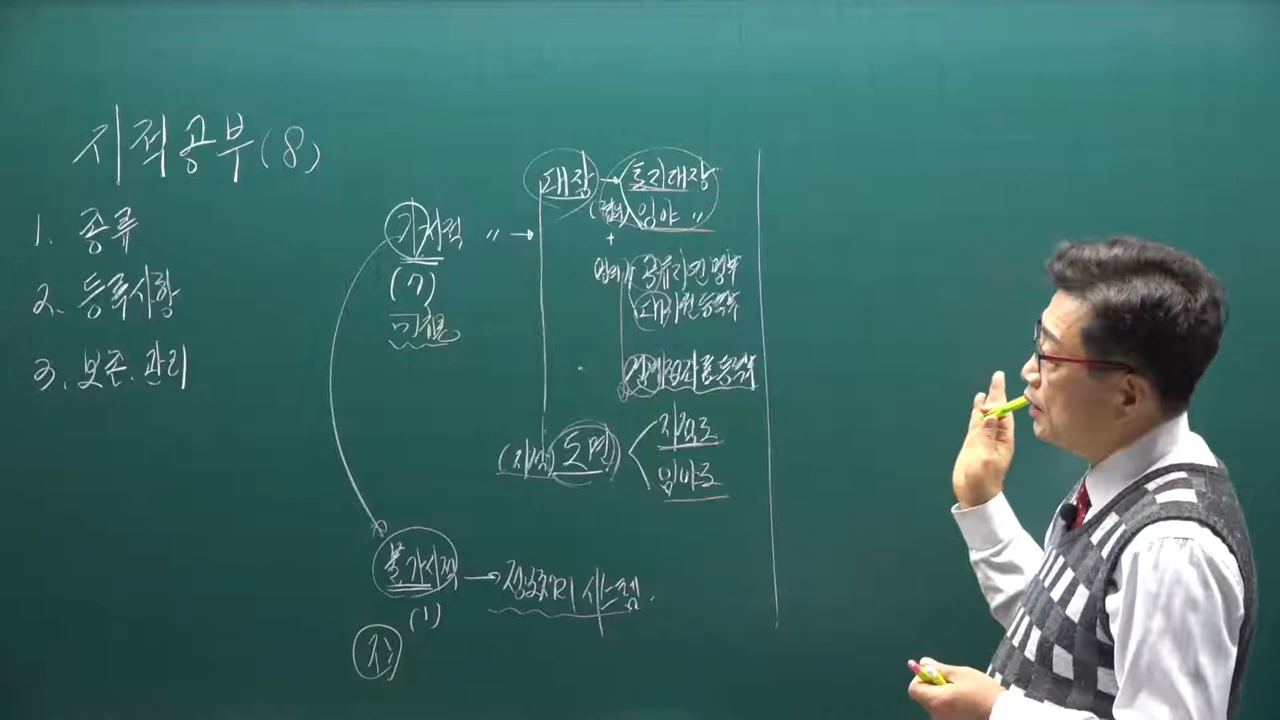 지적공부(8)
1. 종류
2. 등록사항
3. 보존.관리
가시적 〃 →
(7)
대장 → 토지대장
임야 〃
+
공유지연명부
대지권등록부
경계점좌표등록부
(지적)도면
지적도
임야도
불가시적 → 정보처리 시스템.
(1)